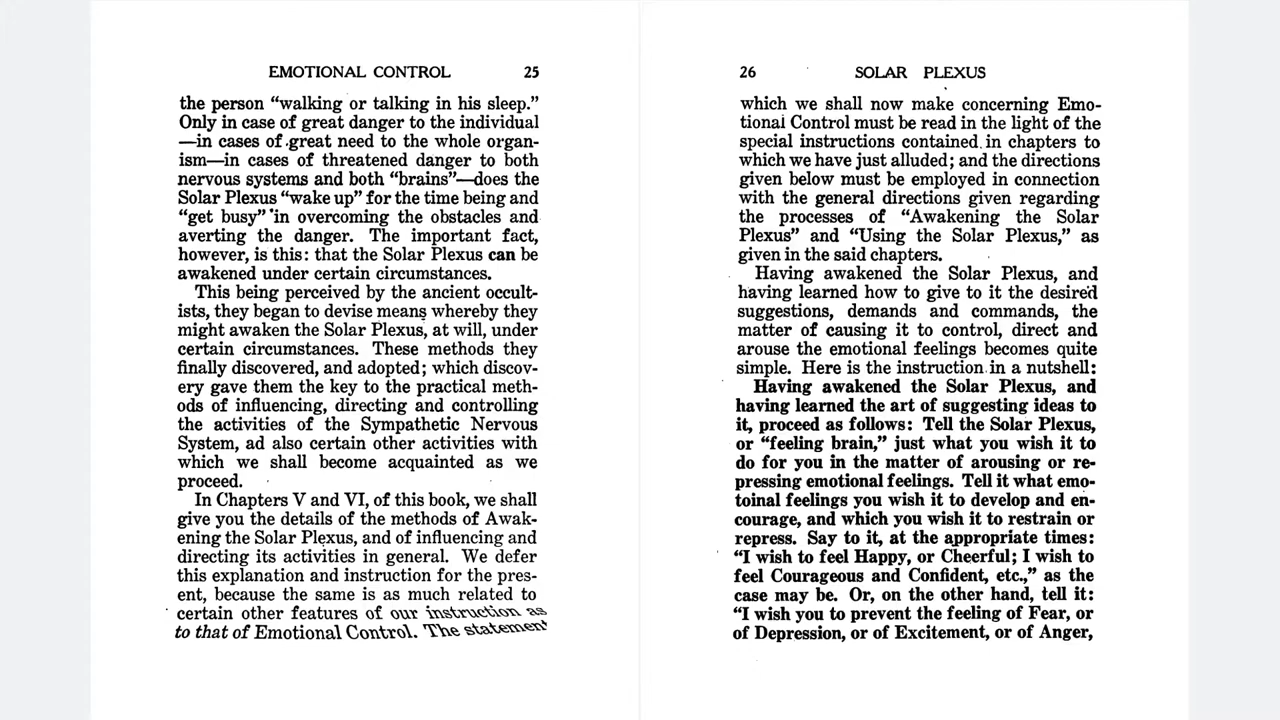 EMOTIONAL CONTROL 25
the person “walking or talking in his sleep.”
Only in case of great danger to the individual
—in cases of great need to the whole organ-
ism—in cases of threatened danger to both
nervous systems and both “brains”—does the
Solar Plexus “wake up” for the time being and
“get busy” in overcoming the obstacles and
averting the danger. The important fact,
however, is this: that the Solar Plexus can be
awakened under certain circumstances.
This being perceived by the ancient occult-
ists, they began to devise means whereby they
might awaken the Solar Plexus, at will, under
certain circumstances. These methods they
finally discovered, and adopted; which discov-
ery gave them the key to the practical meth-
ods of influencing, directing and controlling
the activities of the Sympathetic Nervous
System, ad also certain other activities with
which we shall become acquainted as we
proceed.
In Chapters V and VI, of this book, we shall
give you the details of the methods of Awak-
ening the Solar Plexus, and of influencing and
directing its activities in general. We defer
this explanation and instruction for the pres-
ent, because the same is as much related to
certain other features of our instruction as
to that of Emotional Control. The statement
26 SOLAR PLEXUS
which we shall now make concerning Emo-
tional Control must be read in the light of the
special instructions contained in chapters to
which we have just alluded; and the directions
given below must be employed in connection
with the general directions given regarding
the processes of “Awakening the Solar
Plexus” and “Using the Solar Plexus,” as
given in the said chapters.
Having awakened the Solar Plexus, and
having learned how to give to it the desired
suggestions, demands and commands, the
matter of causing it to control, direct and
arouse the emotional feelings becomes quite
simple. Here is the instruction in a nutshell:
Having awakened the Solar Plexus, and
having learned the art of suggesting ideas to
it, proceed as follows: Tell the Solar Plexus,
or “feeling brain,” just what you wish it to
do for you in the matter of arousing or re-
pressing emotional feelings. Tell it what emo-
toinal feelings you wish it to develop and en-
courage, and which you wish it to restrain or
repress. Say to it, at the appropriate times:
“I wish to feel Happy, or Cheerful; I wish to
feel Courageous and Confident, etc.,” as the
case may be. Or, on the other hand, tell it:
“I wish you to prevent the feeling of Fear, or
of Depression, or of Excitement, or of Anger,